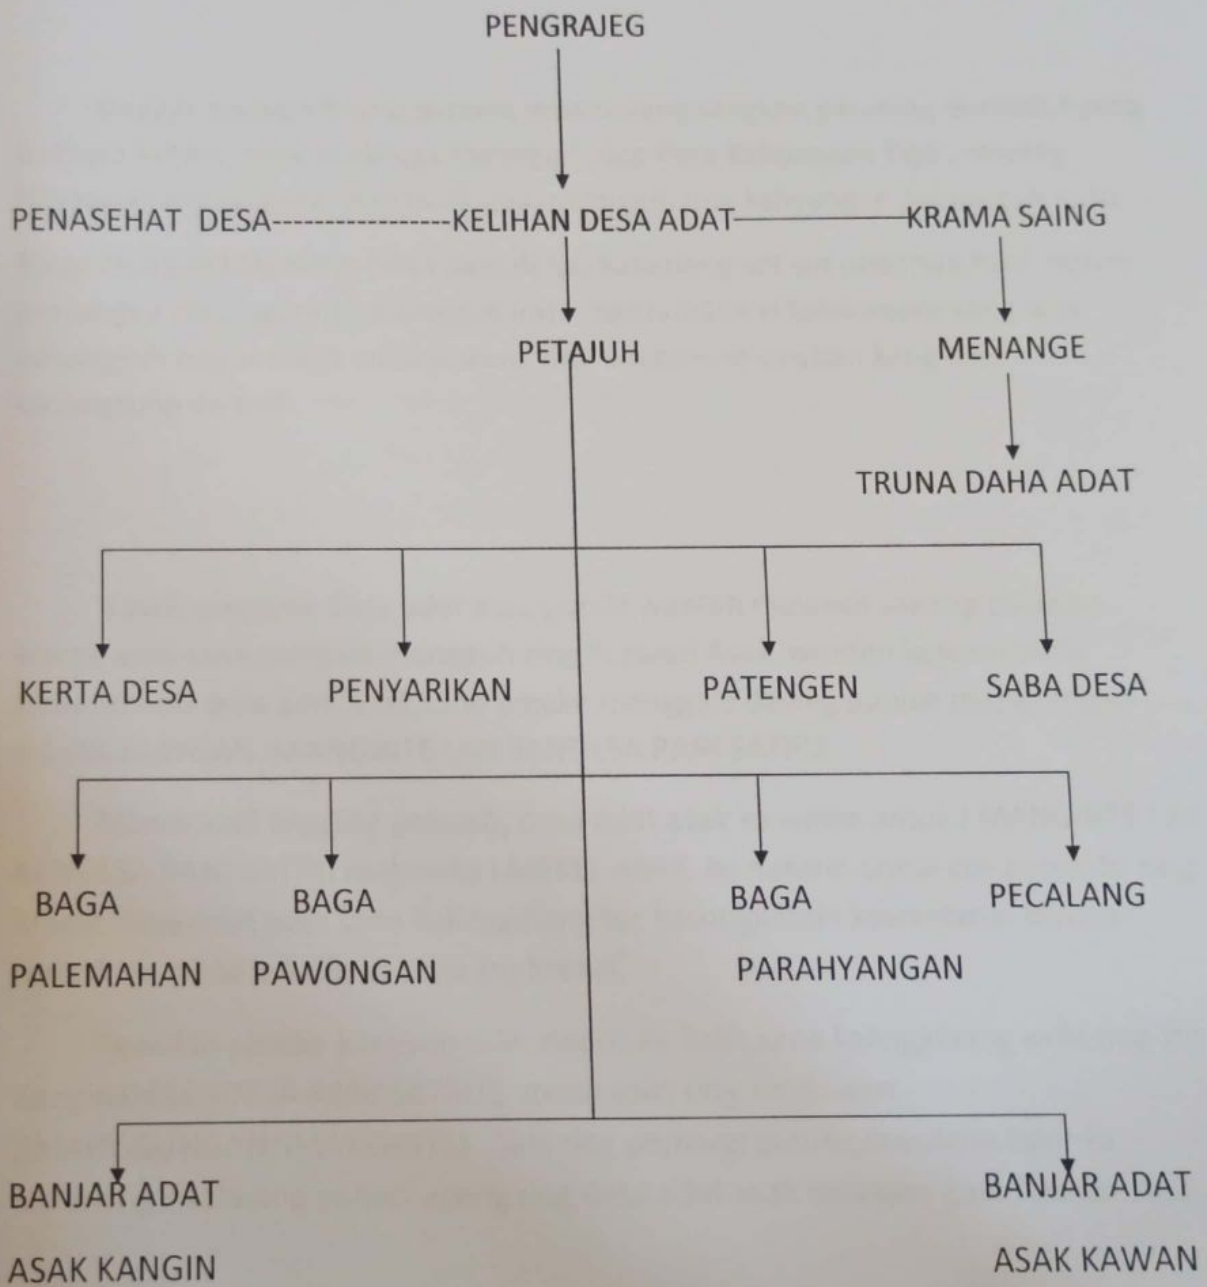 PENGRAJEG
PENASEHAT DESA KELIHAN DESA ADAT KRAMA SAING
PETAJUH MENANGE
TRUNA DAHA ADAT
KERTA DESA PENYARIKAN PATENGEN SABA DESA
BAGA BAGA BAGA PECALANG
PALEMAHAN PAWONGAN PARAHYANGAN
BANJAR ADAT BANJAR ADAT
ASAK KANGIN ASAK KAWAN